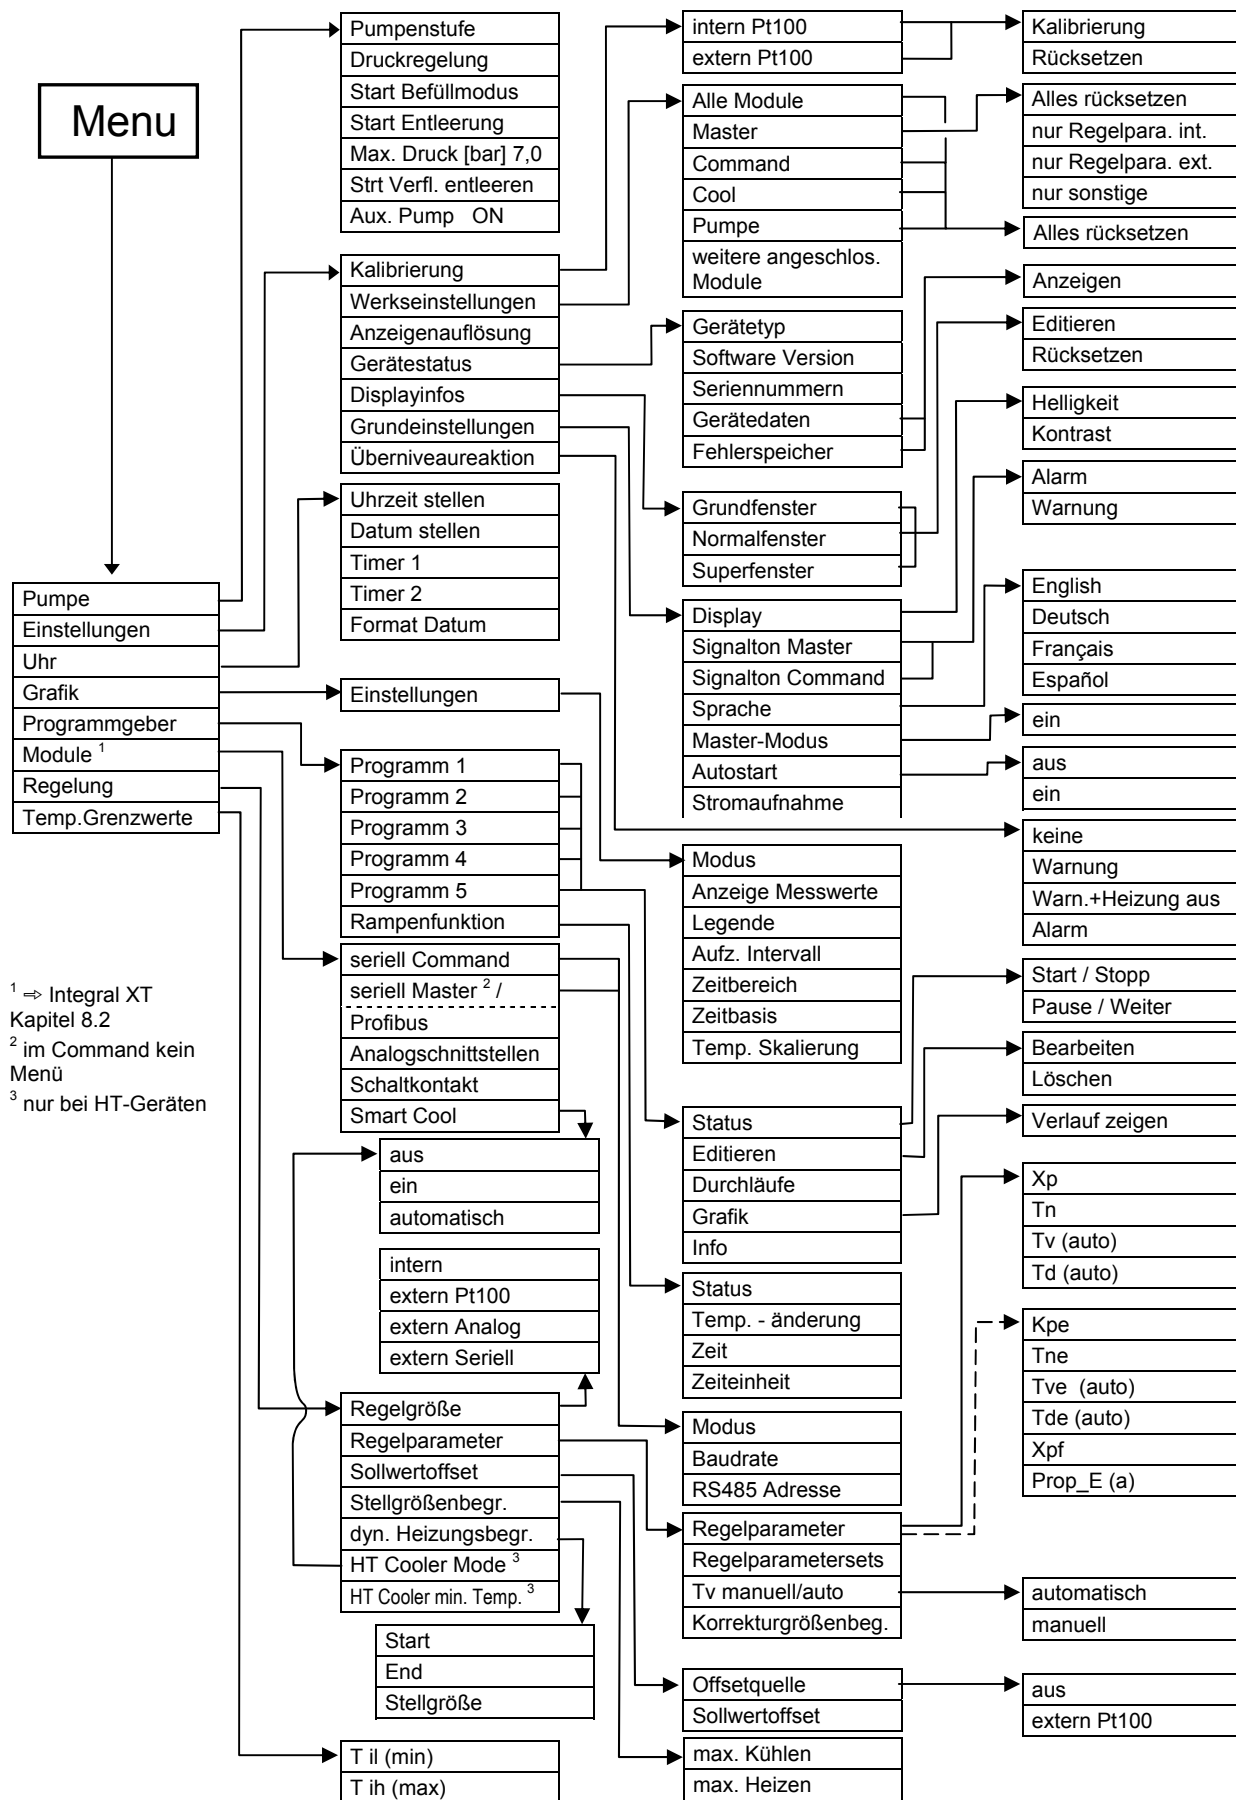 Menu
Pumpe
Einstellungen
Uhr
Grafik
Programmgeber
Module ¹
Regelung
Temp.Grenzwerte
¹ ⇨ Integral XT
Kapitel 8.2
² im Command kein
Menü
³ nur bei HT-Geräten
Pumpenstufe
Druckregelung
Start Befüllmodus
Start Entleerung
Max. Druck [bar] 7,0
Strt Verfl. entleeren
Aux. Pump ON
Kalibrierung
Werkseinstellungen
Anzeigenauflösung
Gerätestatus
Displayinfos
Grundeinstellungen
Überniveaureaktion
Uhrzeit stellen
Datum stellen
Timer 1
Timer 2
Format Datum
Einstellungen
Programm 1
Programm 2
Programm 3
Programm 4
Programm 5
Rampenfunktion
seriell Command
seriell Master ² /
Profibus
Analogschnittstellen
Schaltkontakt
Smart Cool
aus
ein
automatisch
intern
extern Pt100
extern Analog
extern Seriell
Regelgröße
Regelparameter
Sollwertoffset
Stellgrößenbegr.
dyn. Heizungsbegr.
HT Cooler Mode ³
HT Cooler min. Temp. ³
Start
End
Stellgröße
T il (min)
T ih (max)
intern Pt100
extern Pt100
Alle Module
Master
Command
Cool
Pumpe
weitere angeschlos.
Module
Gerätetyp
Software Version
Seriennummern
Gerätedaten
Fehlerspeicher
Grundfenster
Normalfenster
Superfenster
Display
Signalton Master
Signalton Command
Sprache
Master-Modus
Autostart
Stromaufnahme
Modus
Anzeige Messwerte
Legende
Aufz. Intervall
Zeitbereich
Zeitbasis
Temp. Skalierung
Status
Editieren
Durchläufe
Grafik
Info
Status
Temp. - änderung
Zeit
Zeiteinheit
Modus
Baudrate
RS485 Adresse
Regelparameter
Regelparametersets
Tv manuell/auto
Korrekturgrößenbeg.
Offsetquelle
Sollwertoffset
max. Kühlen
max. Heizen
Kalibrierung
Rücksetzen
Alles rücksetzen
nur Regelpara. int.
nur Regelpara. ext.
nur sonstige
Alles rücksetzen
Anzeigen
Editieren
Rücksetzen
Helligkeit
Kontrast
Alarm
Warnung
English
Deutsch
Français
Español
ein
aus
ein
keine
Warnung
Warn.+Heizung aus
Alarm
Start / Stopp
Pause / Weiter
Bearbeiten
Löschen
Verlauf zeigen
Xp
Tn
Tv (auto)
Td (auto)
Kpe
Tne
Tve (auto)
Tde (auto)
Xpf
Prop_E (a)
automatisch
manuell
aus
extern Pt100